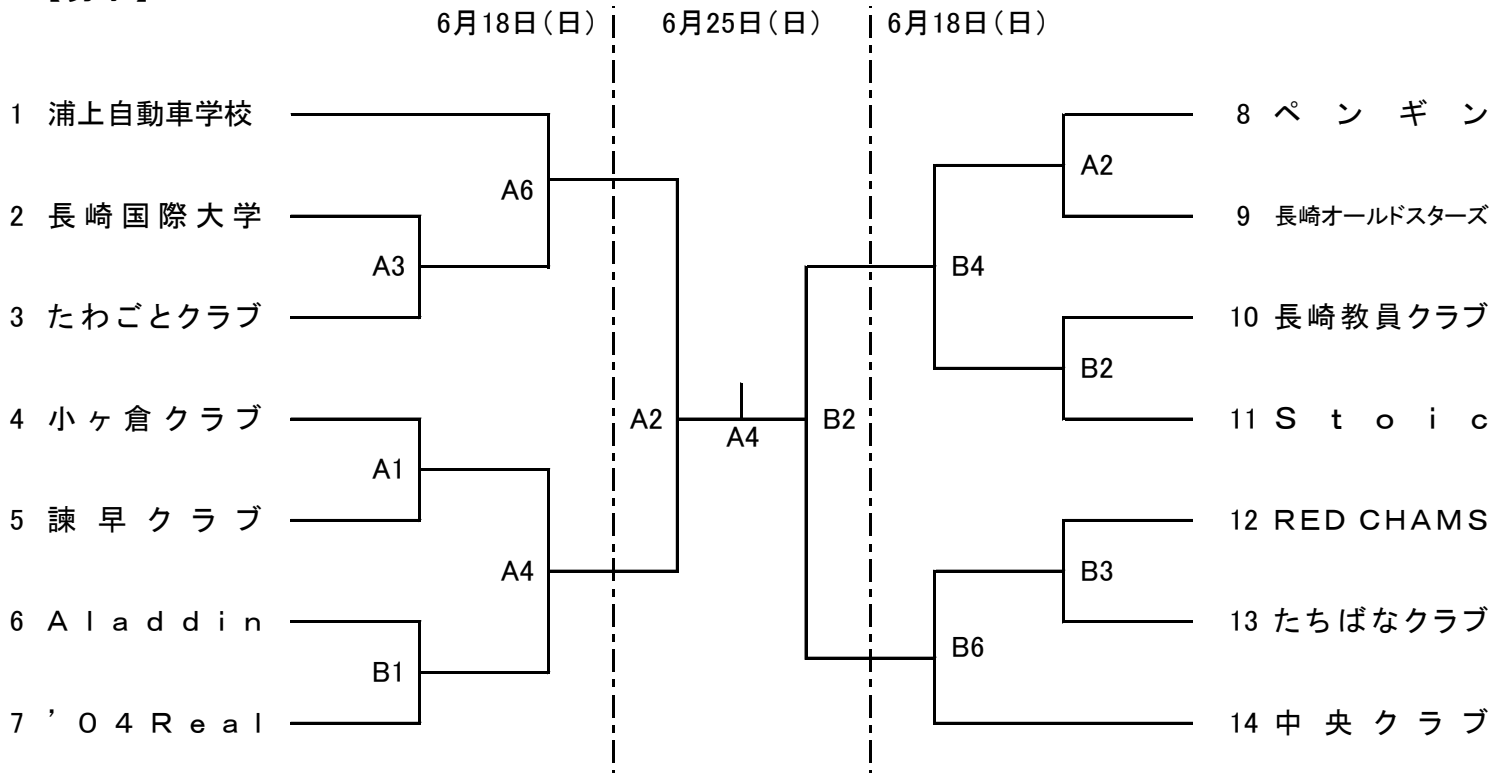 6月18日（日） 6月25日（日） 6月18日（日）
1 浦上自動車学校
8 ペンギン
A2
A6
2 長崎国際大学
9 長崎オールドスターズ
A3
B4
3 たわごとクラブ
10 長崎教員クラブ
B2
4 小ヶ倉クラブ
A2
A4
B2
11 Stoic
A1
5 諫早クラブ
12 RED CHAMS
A4
B3
6 Aladdin
13 たちばなクラブ
B6
B1
7 ’04Real
14 中央クラブ